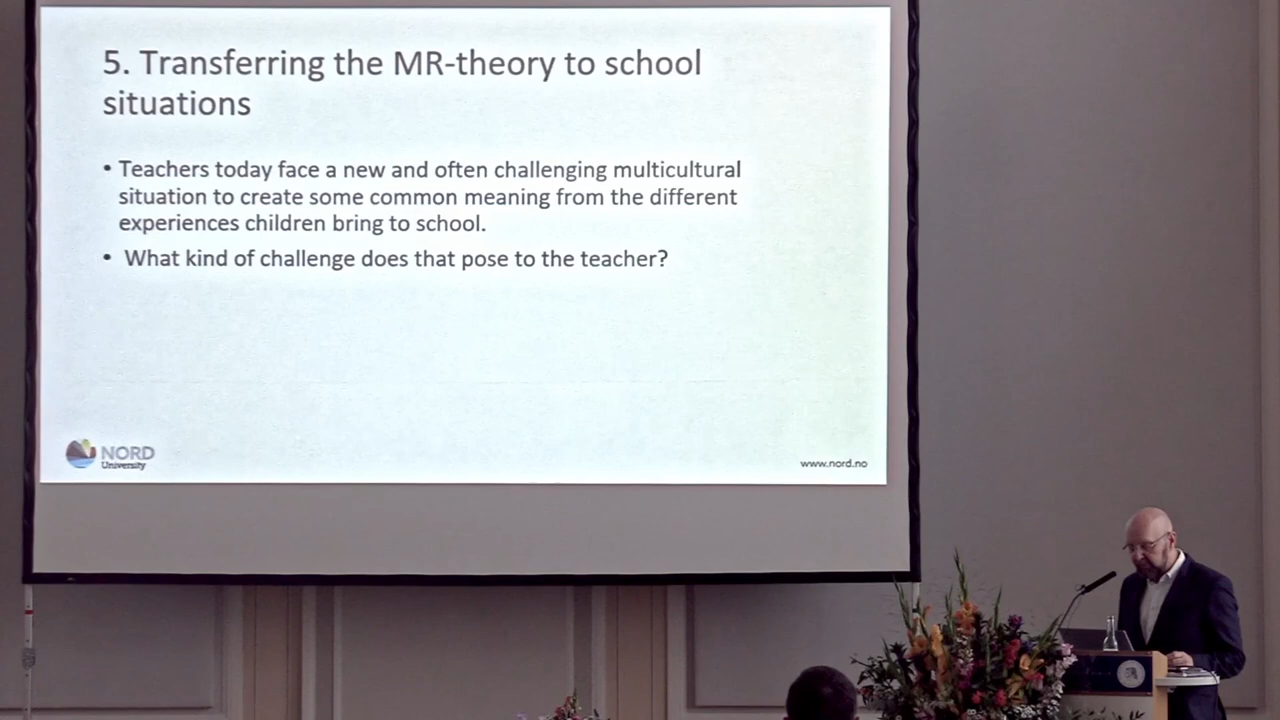 5. Transferring the MR-theory to school
situations
• Teachers today face a new and often challenging multicultural
situation to create some common meaning from the different
experiences children bring to school.
• What kind of challenge does that pose to the teacher?
NORD
University
www.nord.no